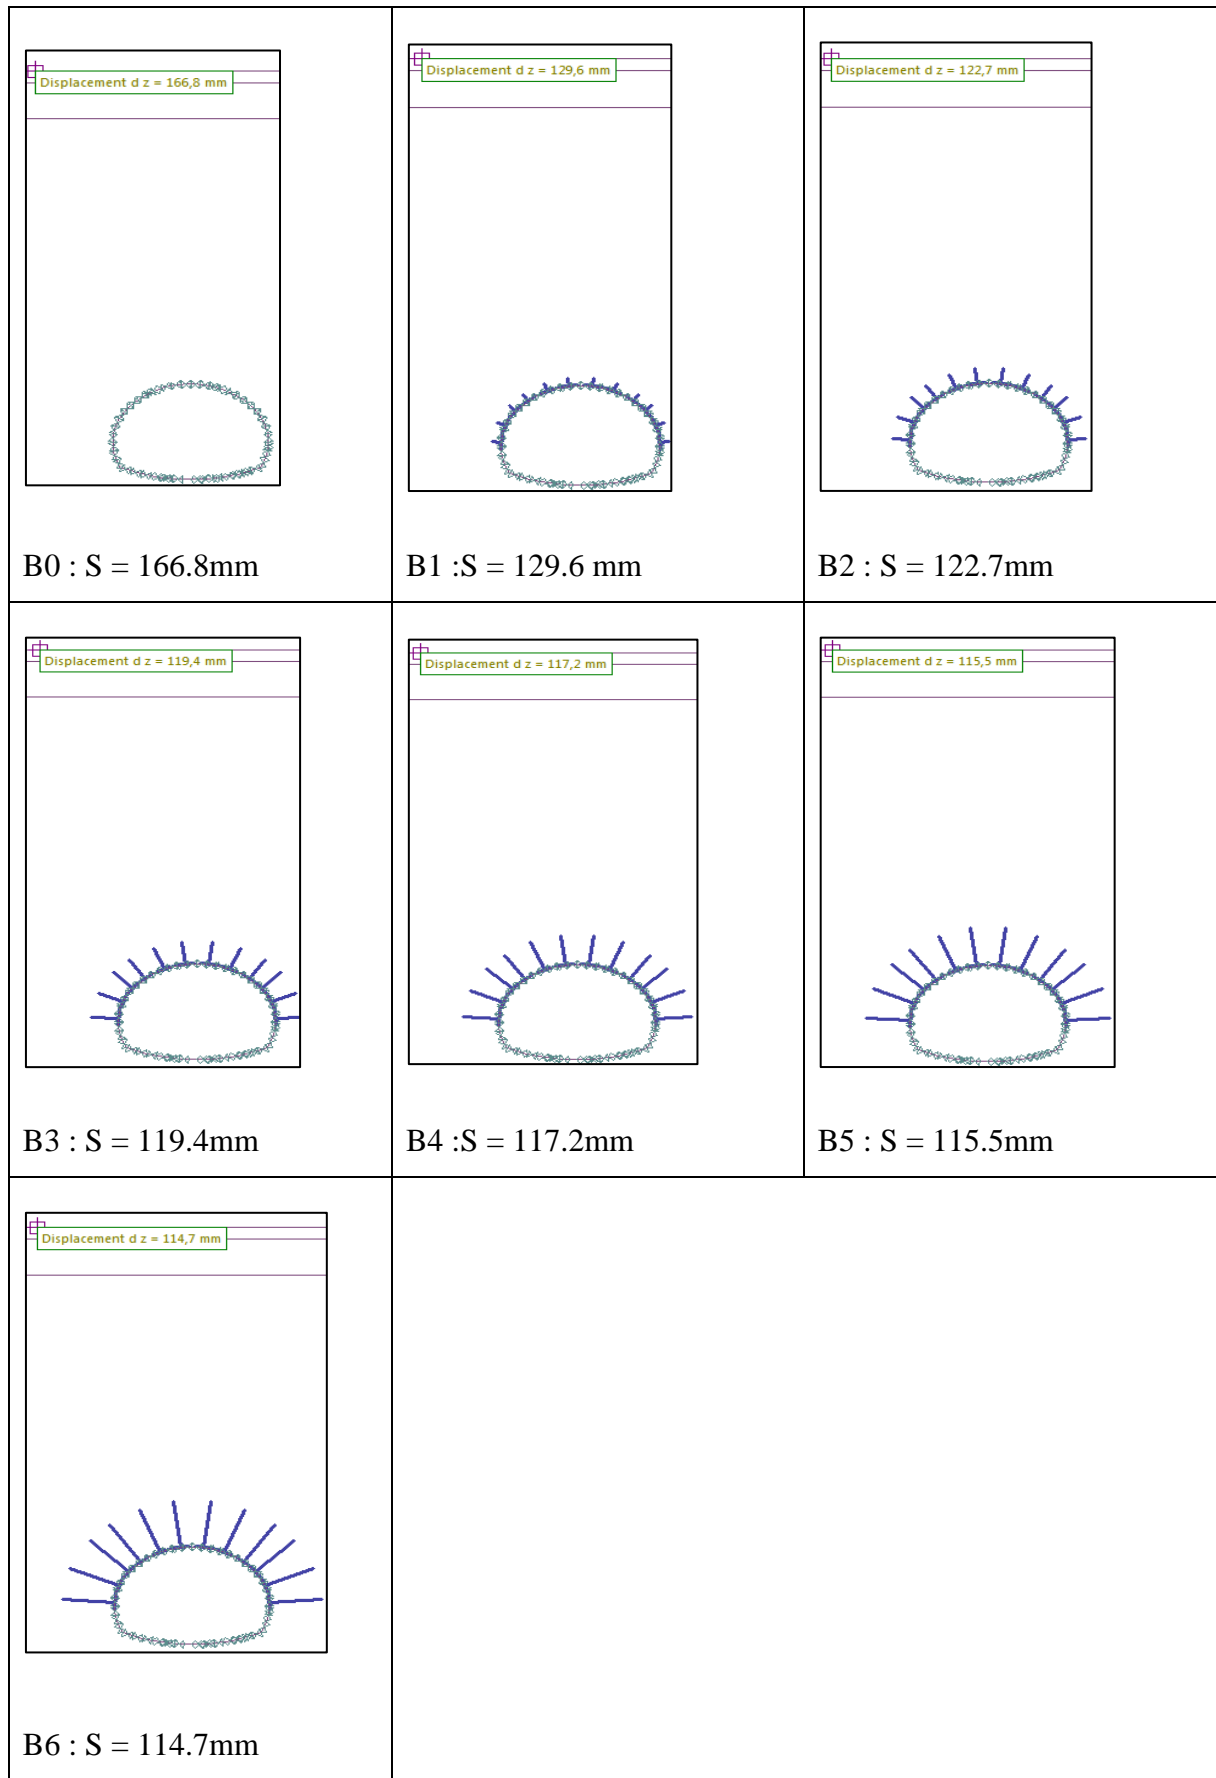 Displacement d z = 166,8 mm
B0 : S = 166.8mm
Displacement d z = 129,6 mm
B1 :S = 129.6 mm
Displacement d z = 122,7 mm
B2 : S = 122.7mm
Displacement d z = 119,4 mm
B3 : S = 119.4mm
Displacement d z = 117,2 mm
B4 :S = 117.2mm
Displacement d z = 115,5 mm
B5 : S = 115.5mm
Displacement d z = 114,7 mm
B6 : S = 114.7mm